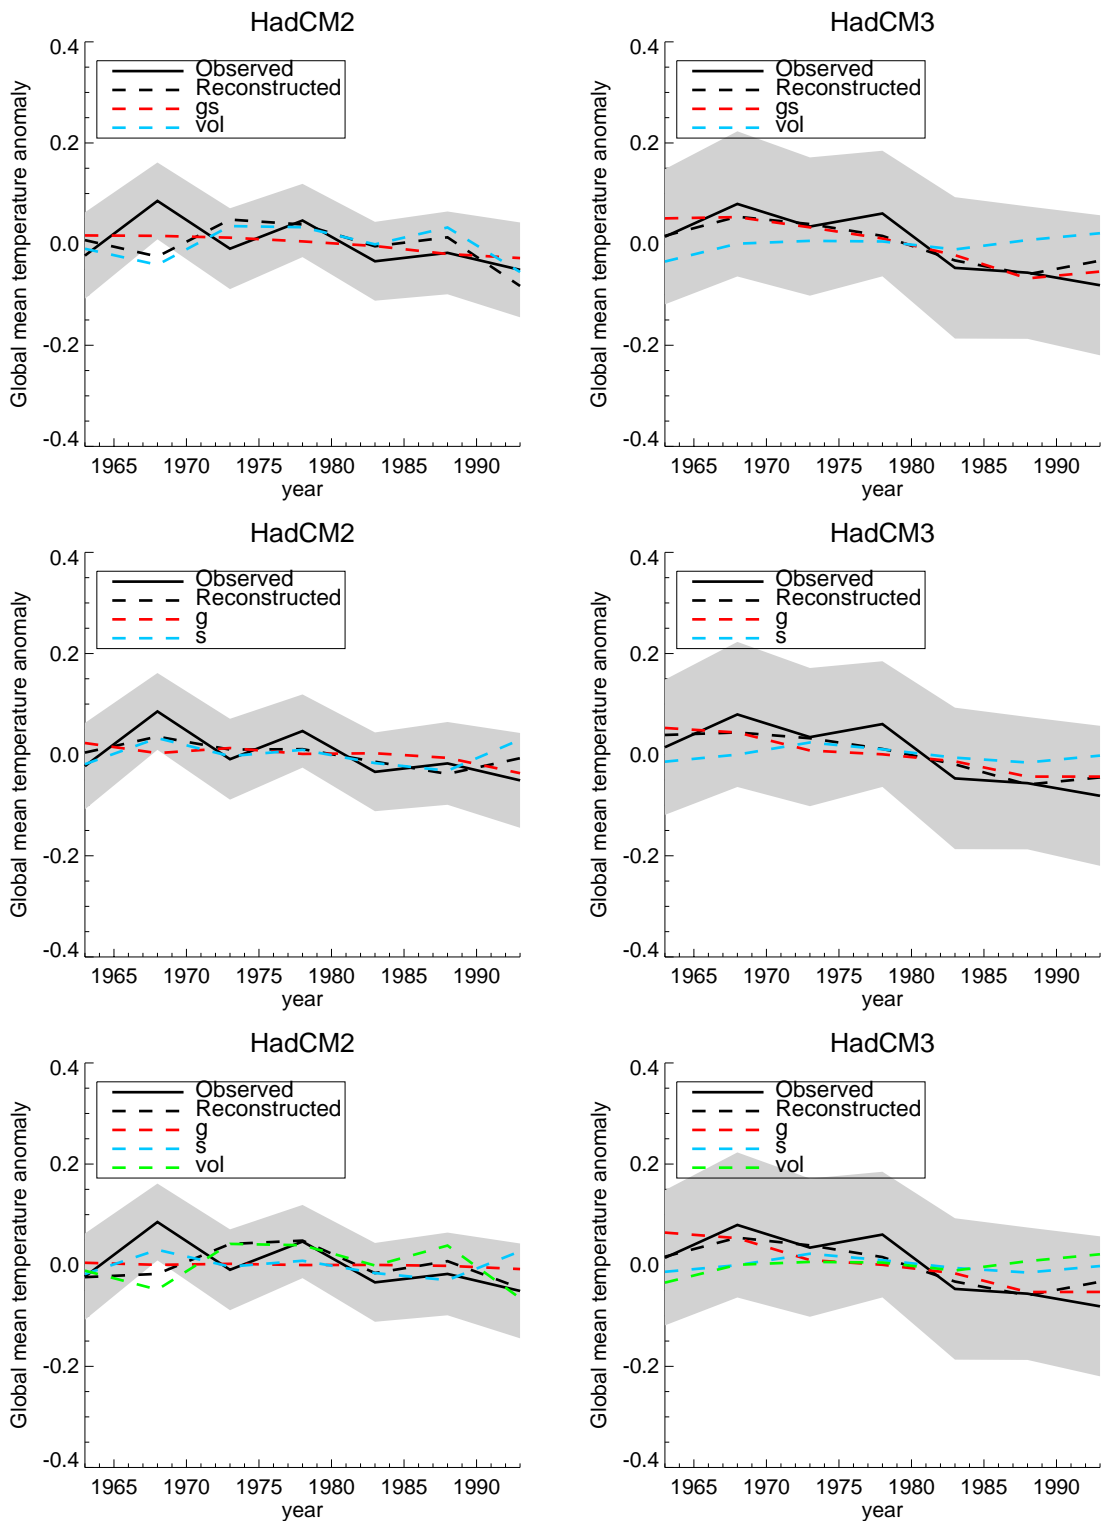 HadCM2
0.4
0.2
0.0
-0.2
-0.4
Global mean temperature anomaly
Observed
Reconstructed
gs
vol
1965 1970 1975 1980 1985 1990
year
HadCM3
0.4
0.2
0.0
-0.2
-0.4
Global mean temperature anomaly
Observed
Reconstructed
gs
vol
1965 1970 1975 1980 1985 1990
year
HadCM2
0.4
0.2
0.0
-0.2
-0.4
Global mean temperature anomaly
Observed
Reconstructed
g
s
1965 1970 1975 1980 1985 1990
year
HadCM3
0.4
0.2
0.0
-0.2
-0.4
Global mean temperature anomaly
Observed
Reconstructed
g
s
1965 1970 1975 1980 1985 1990
year
HadCM2
0.4
0.2
0.0
-0.2
-0.4
Global mean temperature anomaly
Observed
Reconstructed
g
s
vol
1965 1970 1975 1980 1985 1990
year
HadCM3
0.4
0.2
0.0
-0.2
-0.4
Global mean temperature anomaly
Observed
Reconstructed
g
s
vol
1965 1970 1975 1980 1985 1990
year